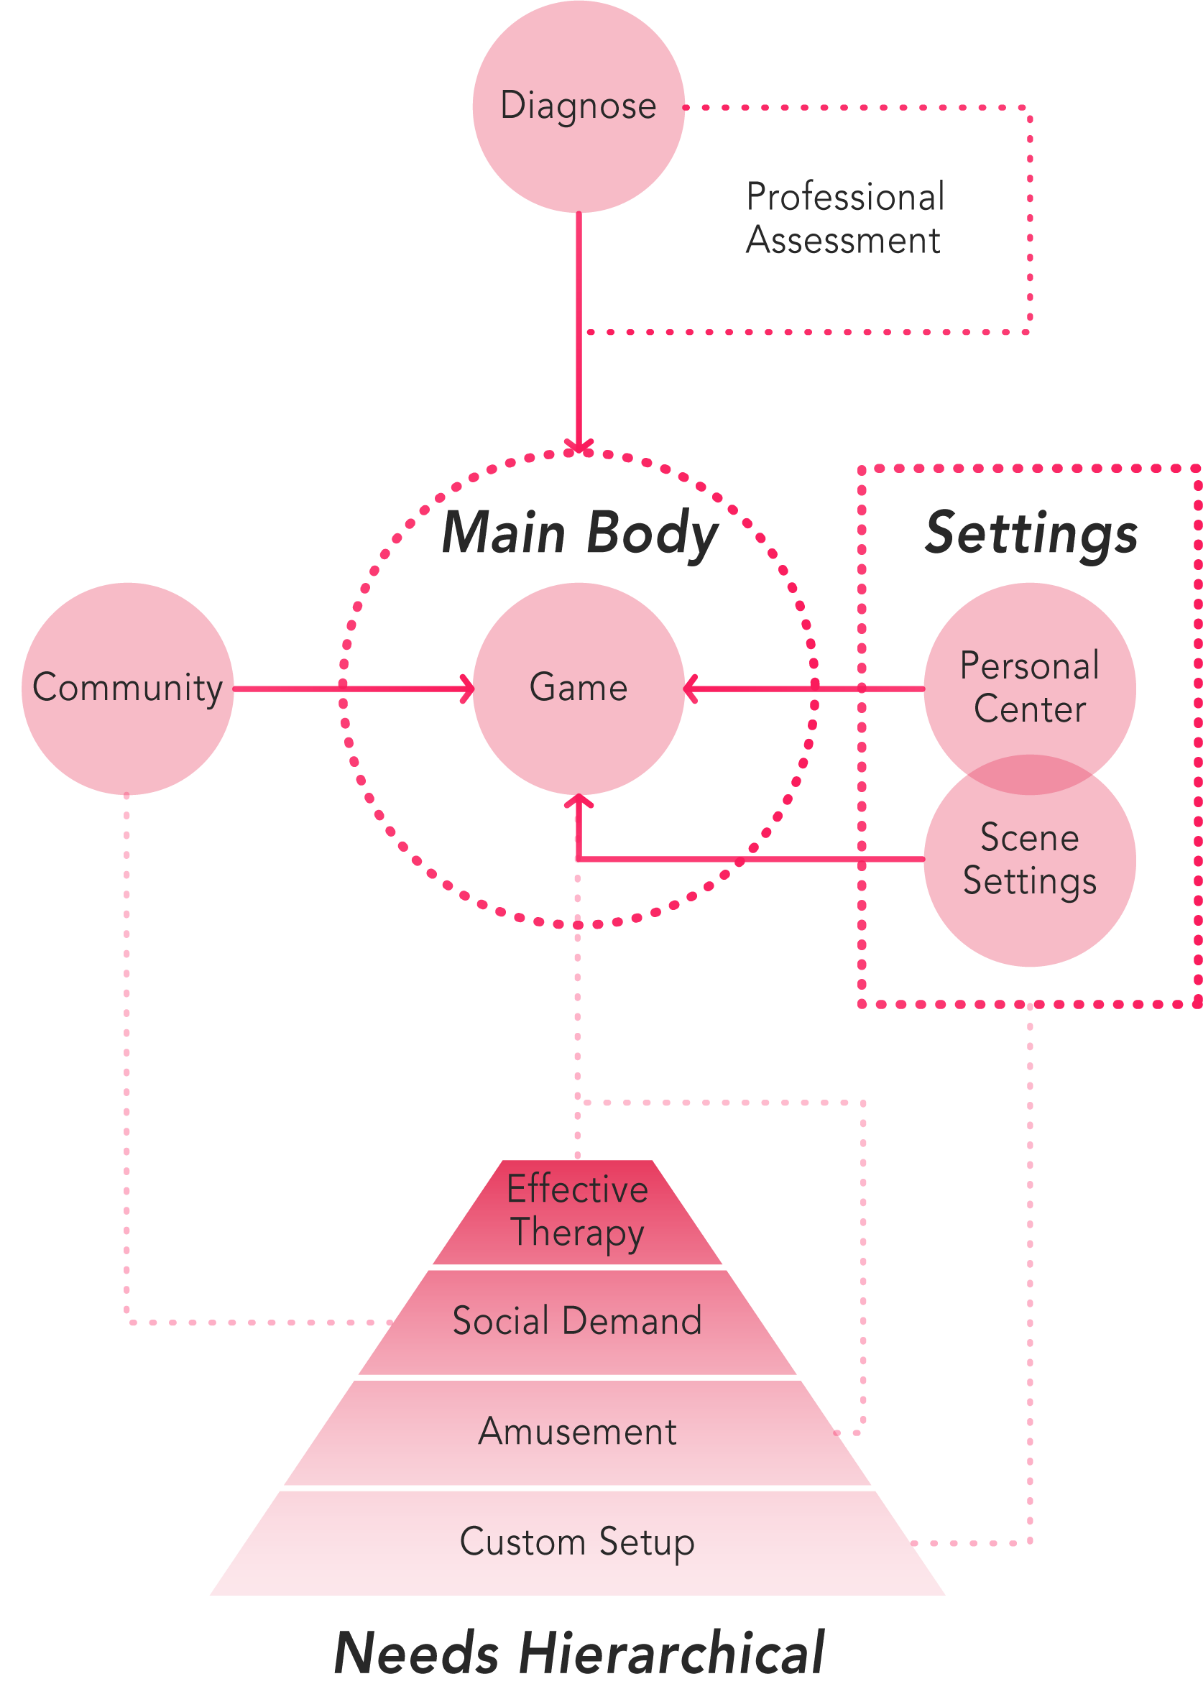 Diagnose
Professional
Assessment
Main Body
Settings
Community
Game
Personal
Center
Scene
Settings
Effective
Therapy
Social Demand
Amusement
Custom Setup
Needs Hierarchical